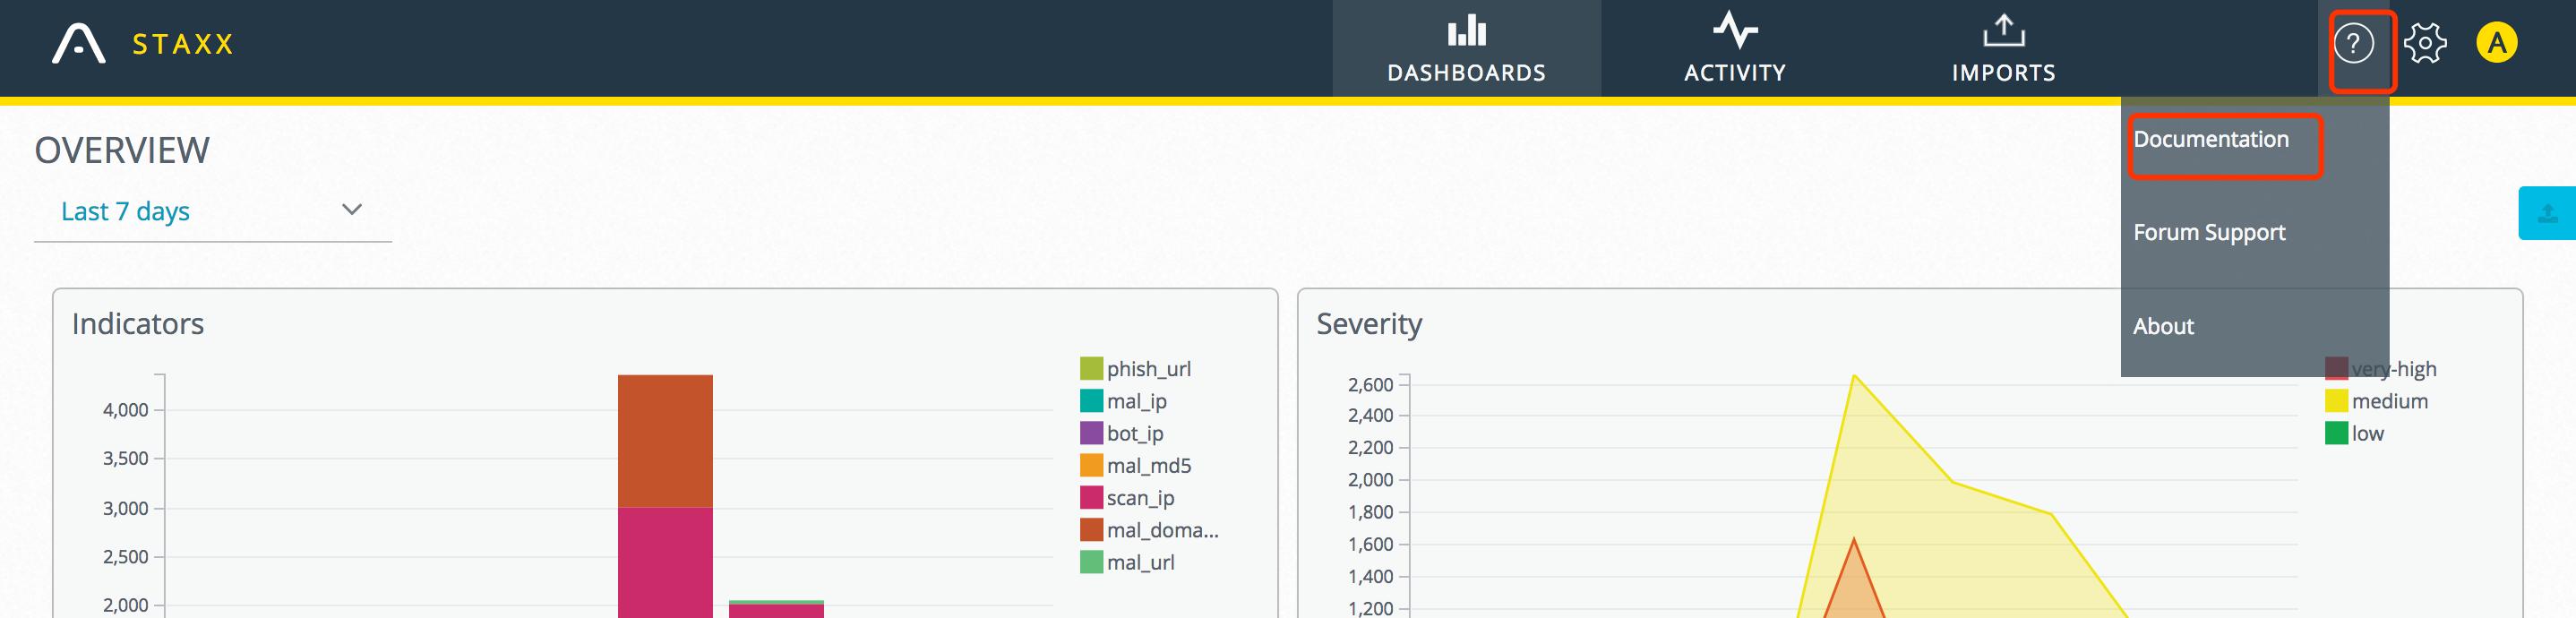 STAXX
DASHBOARDS
ACTIVITY
IMPORTS
?
A
OVERVIEW
Last 7 days
Documentation
Forum Support
About
Indicators
4,000
3,500
3,000
2,500
2,000
phish_url
mal_ip
bot_ip
mal_md5
scan_ip
mal_doma...
mal_url
Severity
2,600
2,400
2,200
2,000
1,800
1,600
1,400
1,200
very-high
medium
low